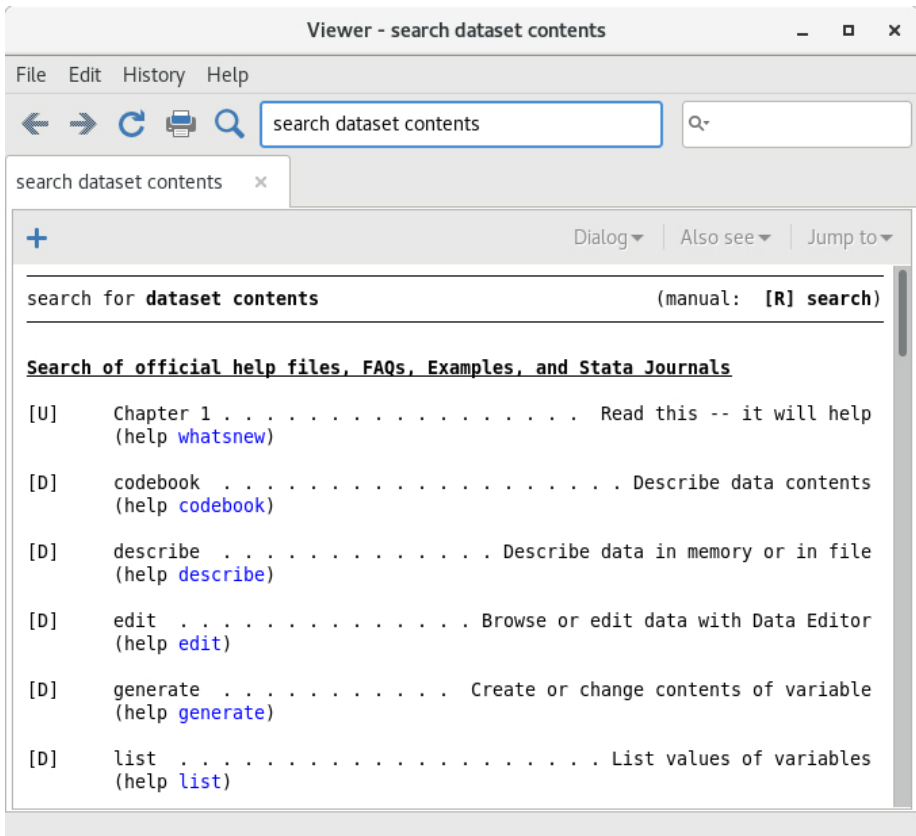 Viewer - search dataset contents
File Edit History Help
search dataset contents
search dataset contents
Dialog Also see Jump to
search for dataset contents (manual: [R] search)
Search of official help files, FAQs, Examples, and Stata Journals
[U] Chapter 1 . . . . . . . . . . . . . . . . . Read this -- it will help
(help whatsnew)
[D] codebook . . . . . . . . . . . . . . . . . . . Describe data contents
(help codebook)
[D] describe . . . . . . . . . . . . . Describe data in memory or in file
(help describe)
[D] edit . . . . . . . . . . . . . . Browse or edit data with Data Editor
(help edit)
[D] generate . . . . . . . . . . . Create or change contents of variable
(help generate)
[D] list . . . . . . . . . . . . . . . . . . . . List values of variables
(help list)